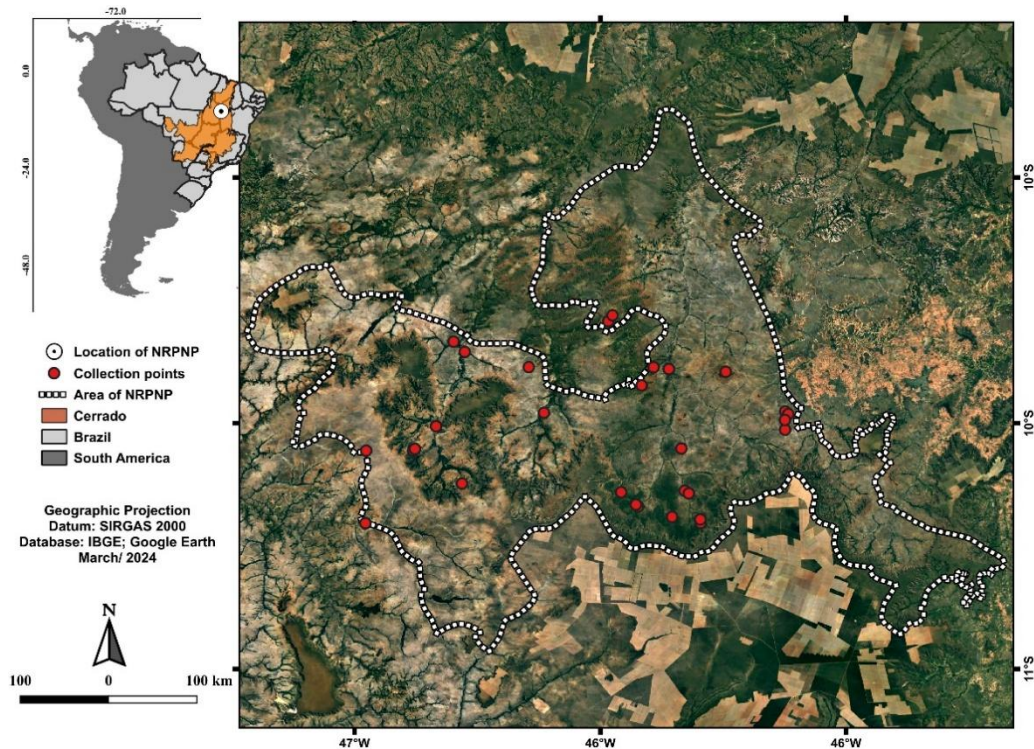 -72.0
0.0
-24.0
-48.0
Location of NRPNP
Collection points
Area of NRPNP
Cerrado
Brazil
South America
Geographic Projection
Datum: SIRGAS 2000
Database: IBGE; Google Earth
March/ 2024
N
100 0 100 km
10°S
10°S
11°S
47°W 46°W 46°W